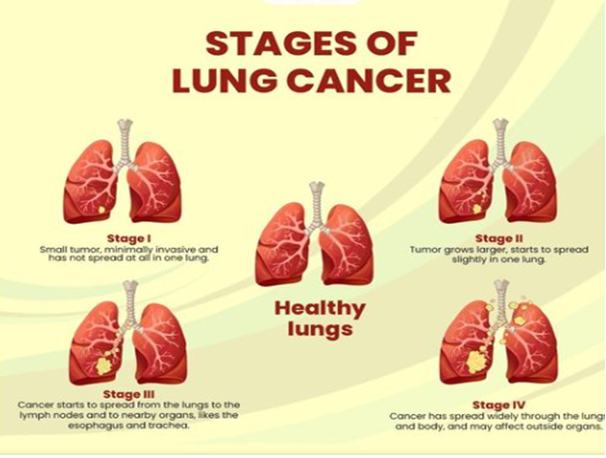 STAGES OF
LUNG CANCER
Stage I
Small tumor, minimally invasive and
has not spread at all in one lung.
Stage II
Tumor grows larger, starts to spread
slightly in one lung.
Healthy
lungs
Stage III
Cancer starts to spread from the lungs to the
lymph nodes and to nearby organs, likes the
esophagus and trachea.
Stage IV
Cancer has spread widely through the lungs
and body, and may affect outside organs.